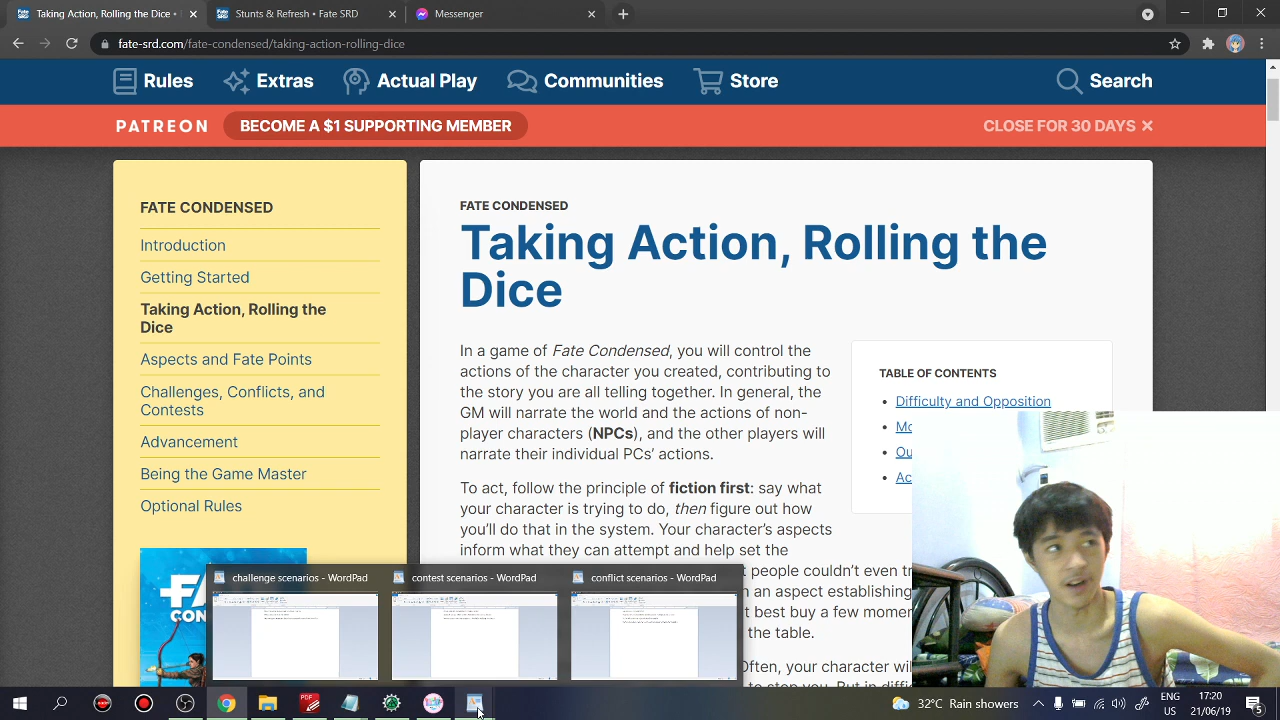 Taking Action, Rolling the Dice •
Stunts & Refresh • Fate SRD
Messenger
fate-srd.com/fate-condensed/taking-action-rolling-dice
Rules
Extras
Actual Play
Communities
Store
Search
PATREON
BECOME A $1 SUPPORTING MEMBER
CLOSE FOR 30 DAYS ✕
FATE CONDENSED
Introduction
Getting Started
Taking Action, Rolling the
Dice
Aspects and Fate Points
Challenges, Conflicts, and
Contests
Advancement
Being the Game Master
Optional Rules
FATE CONDENSED
Taking Action, Rolling the
Dice
In a game of Fate Condensed, you will control the
actions of the character you created, contributing to
the story you are all telling together. In general, the
GM will narrate the world and the actions of non-
player characters (NPCs), and the other players will
narrate their individual PCs’ actions.
To act, follow the principle of fiction first: say what
your character is trying to do, then figure out how
you’ll do that in the system. Your character’s aspects
inform what they can attempt and help set the
people couldn’t even tr
an aspect establishing
best buy a few momen
the table.
Often, your character wi
to stop you. But in diffi
TABLE OF CONTENTS
Difficulty and Opposition
Mo
Ou
Ac
challenge scenarios - WordPad
contest scenarios - WordPad
conflict scenarios - WordPad
32°C Rain showers
ENG
US
17:20
21/06/19